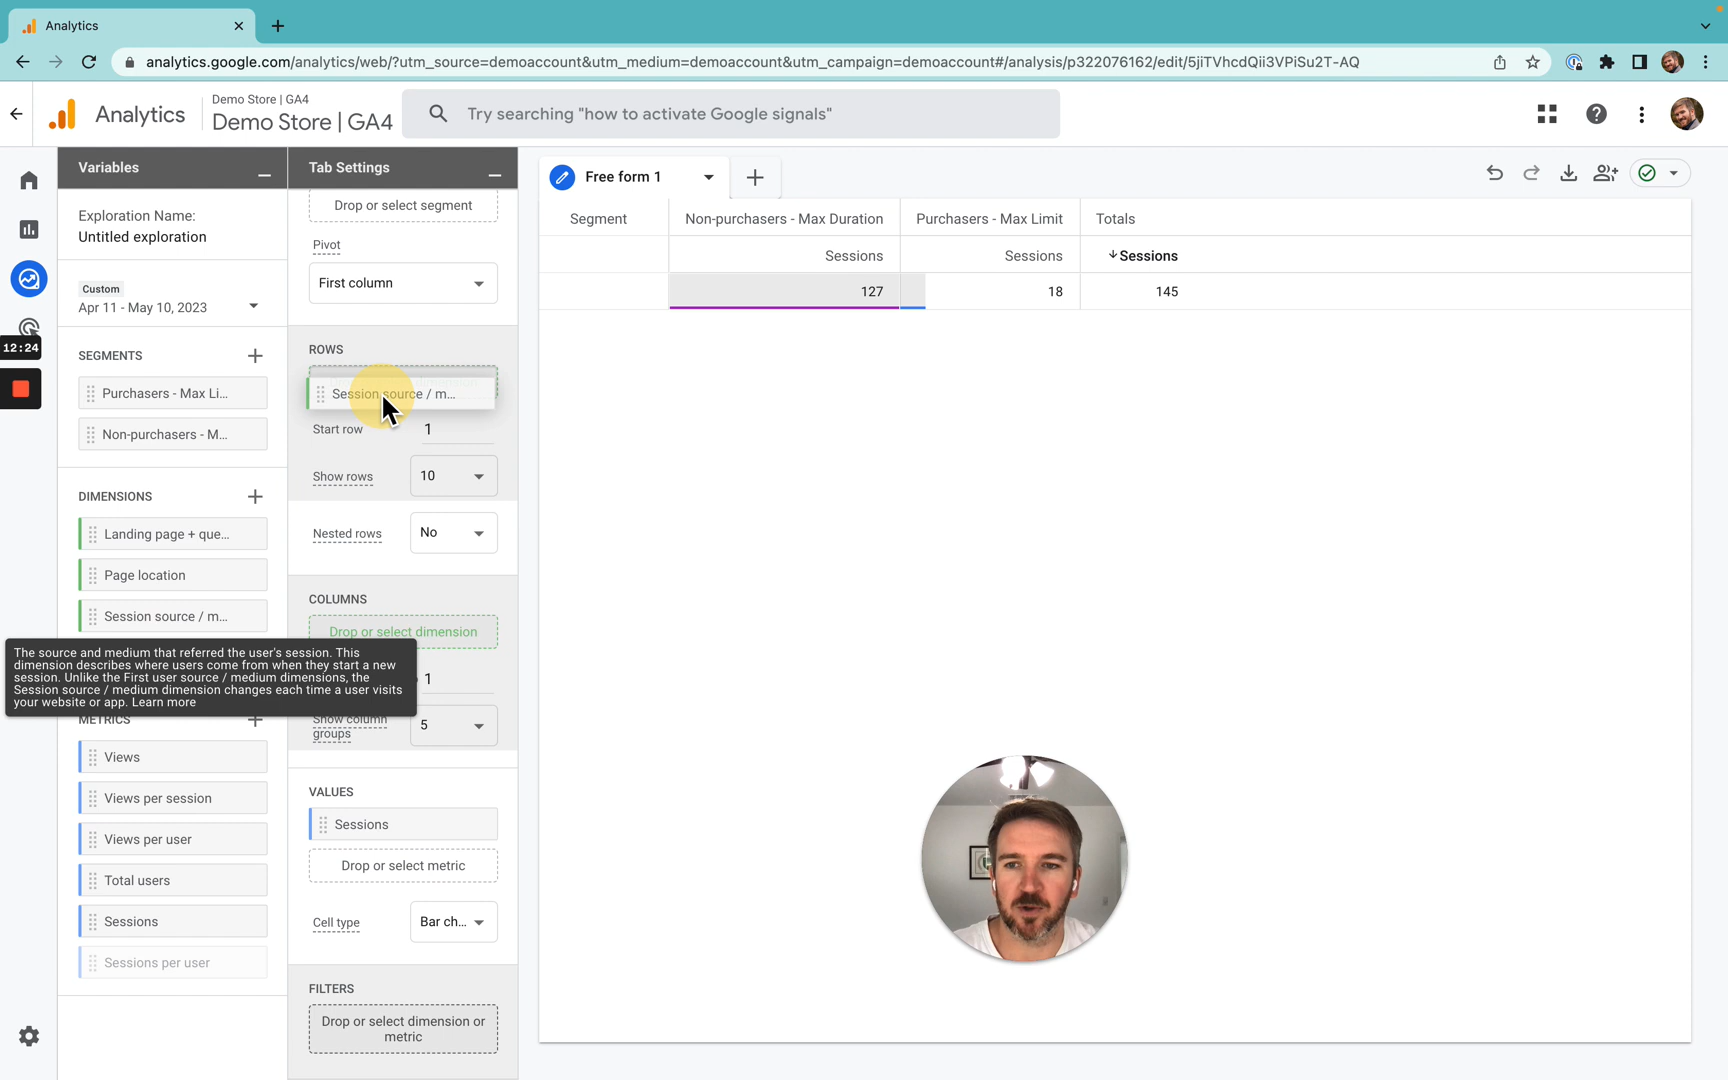 Analytics
analytics.google.com/analytics/web/?utm_source=demoaccount&utm_medium=demoaccount&utm_campaign=demoaccount#/analysis/p322076162/edit/5jiTVhcdQii3VPiSu2T-AQ
Analytics
Demo Store | GA4
Demo Store | GA4
Try searching "how to activate Google signals"
Variables
Exploration Name:
Untitled exploration
Custom
Apr 11 - May 10, 2023
12:24
SEGMENTS
Purchasers - Max Li...
Non-purchasers - M...
DIMENSIONS
Landing page + que...
Page location
Session source / m...
The source and medium that referred the user's session. This
dimension describes where users come from when they start a new
session. Unlike the First user source / medium dimensions, the
Session source / medium dimension changes each time a user visits
your website or app. Learn more
METRICS
Views
Views per session
Views per user
Total users
Sessions
Sessions per user
Tab Settings
Drop or select segment
Pivot
First column
ROWS
Session source / m...
Start row 1
Show rows 10
Nested rows No
COLUMNS
Drop or select dimension
1
Show column
groups
5
VALUES
Sessions
Drop or select metric
Cell type Bar ch...
FILTERS
Drop or select dimension or
metric
Free form 1
Segment Non-purchasers - Max Duration Purchasers - Max Limit Totals
Sessions Sessions Sessions
127 18 145